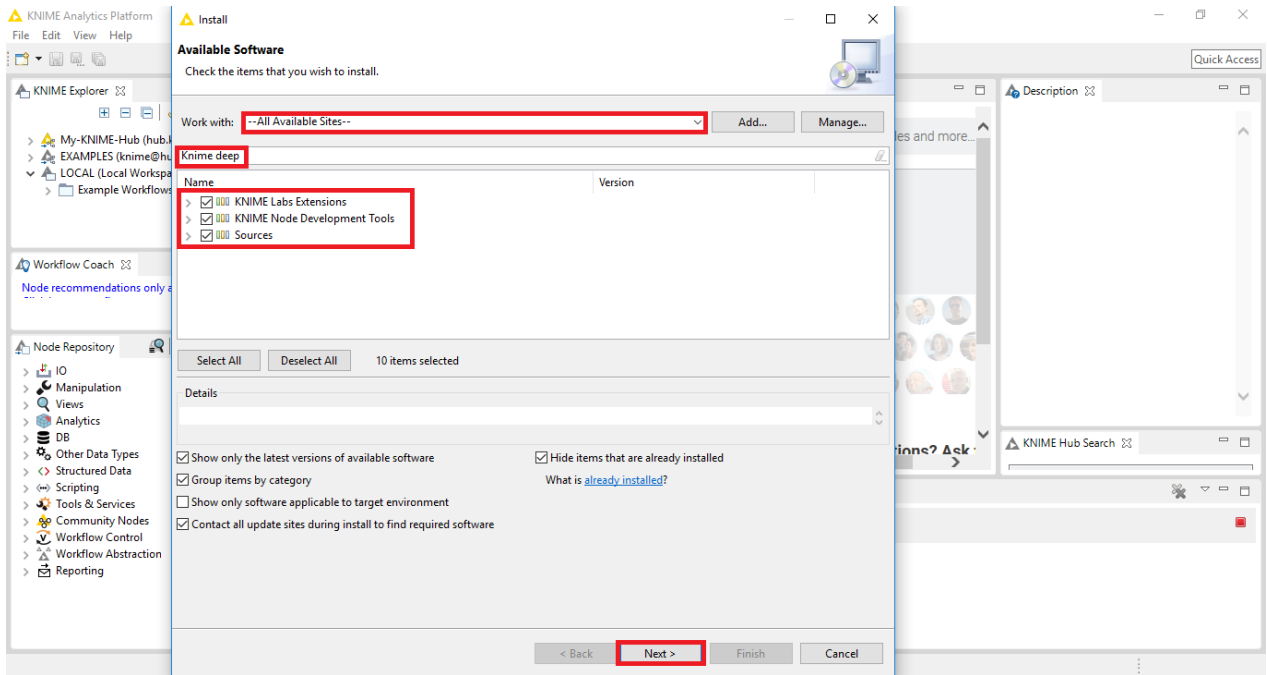 KNIME Analytics Platform
File Edit View Help
Quick Access
KNIME Explorer
My-KNIME-Hub (hub.k
EXAMPLES (knime@hu
LOCAL (Local Workspa
Example Workflows
Workflow Coach
Node recommendations only a
Node Repository
IO
Manipulation
Views
Analytics
DB
Other Data Types
Structured Data
Scripting
Tools & Services
Community Nodes
Workflow Control
Workflow Abstraction
Reporting
Install
Available Software
Check the items that you wish to install.
Work with: --All Available Sites-- Add... Manage...
Knime deep
Name Version
KNIME Labs Extensions
KNIME Node Development Tools
Sources
Select All Deselect All 10 items selected
Details
Show only the latest versions of available software Hide items that are already installed
Group items by category What is already installed?
Show only software applicable to target environment
Contact all update sites during install to find required software
< Back Next > Finish Cancel
les and more...
ions? Ask
Description
KNIME Hub Search